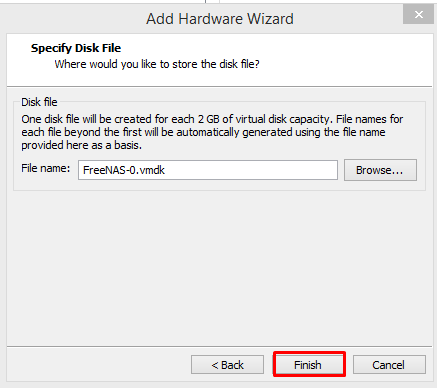 Add Hardware Wizard
Specify Disk File
Where would you like to store the disk file?
Disk file
One disk file will be created for each 2 GB of virtual disk capacity. File names for
each file beyond the first will be automatically generated using the file name
provided here as a basis.
File name: FreeNAS-0.vmdk Browse...
< Back Finish Cancel